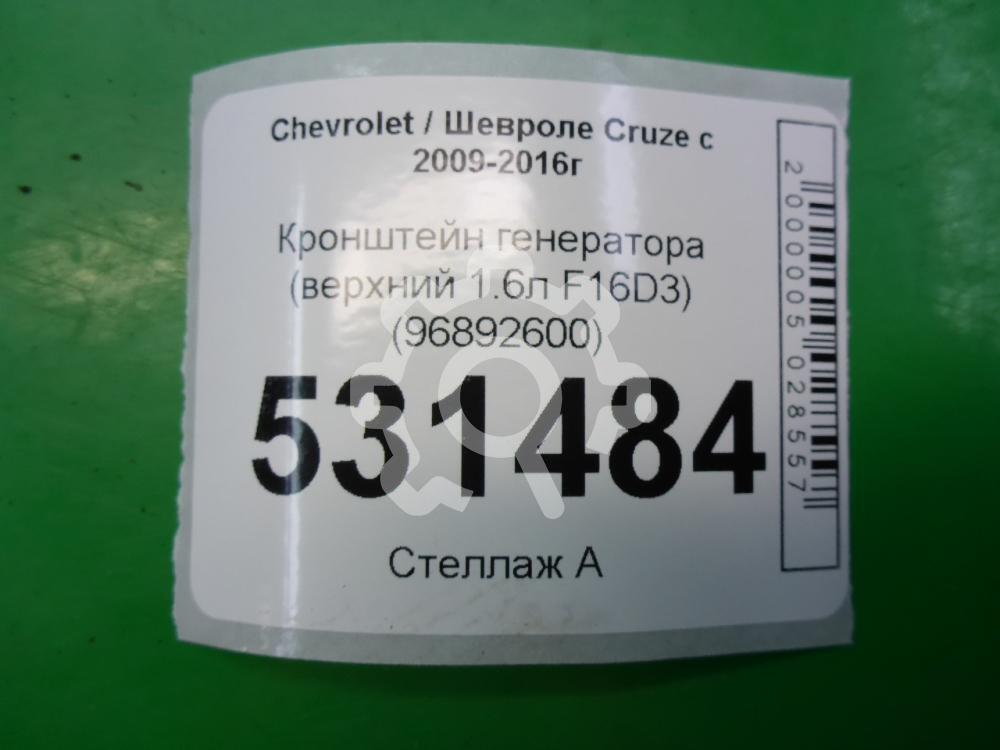 Chevrolet / Шевроле Cruze с
2009-2016г
Кронштейн генератора
(верхний 1.6л F16D3)
(96892600)
531484
Стеллаж А
2000005028557